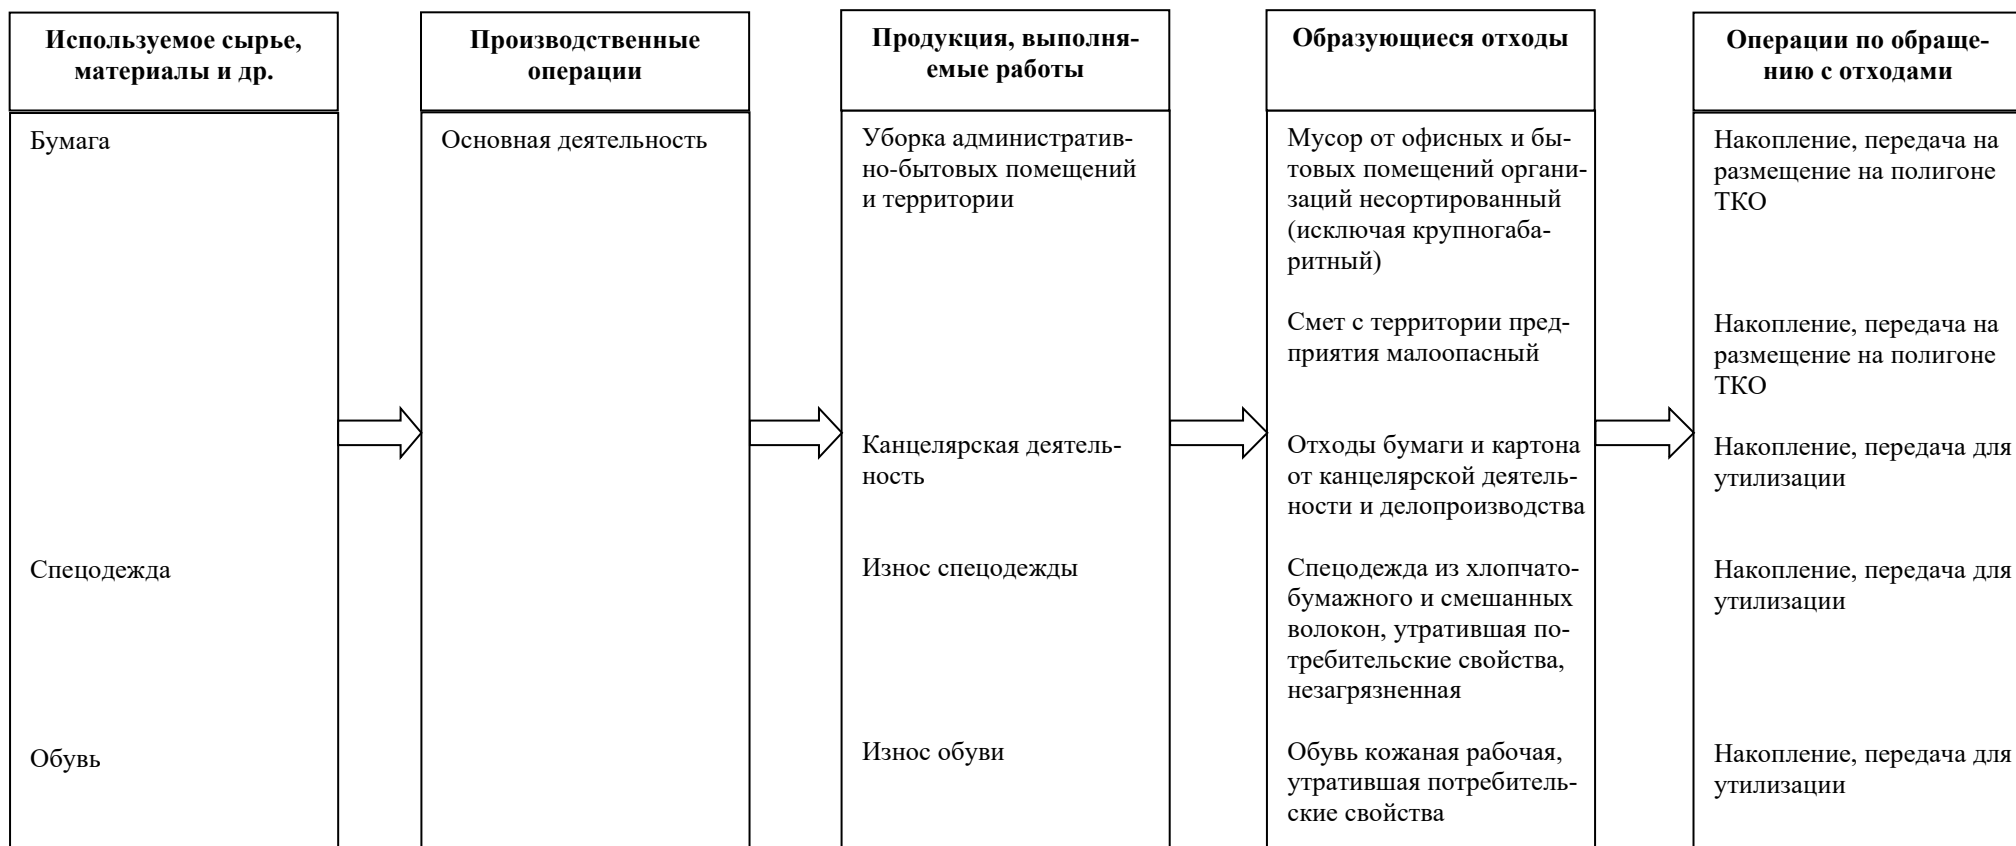 Используемое сырье,
материалы и др.
Производственные
операции
Продукция, выполня-
емые работы
Образующиеся отходы
Операции по обраще-
нию с отходами
Бумага
Спецодежда
Обувь
Основная деятельность
Уборка административ-
но-бытовых помещений
и территории
Канцелярская деятель-
ность
Износ спецодежды
Износ обуви
Мусор от офисных и бы-
товых помещений органи-
заций несортированный
(исключая крупногаба-
ритный)
Смет с территории пред-
приятия малоопасный
Отходы бумаги и картона
от канцелярской деятель-
ности и делопроизводства
Спецодежда из хлопчато-
бумажного и смешанных
волокон, утратившая по-
требительские свойства,
незагрязненная
Обувь кожаная рабочая,
утратившая потребитель-
ские свойства
Накопление, передача на
размещение на полигоне
ТКО
Накопление, передача на
размещение на полигоне
ТКО
Накопление, передача для
утилизации
Накопление, передача для
утилизации
Накопление, передача для
утилизации